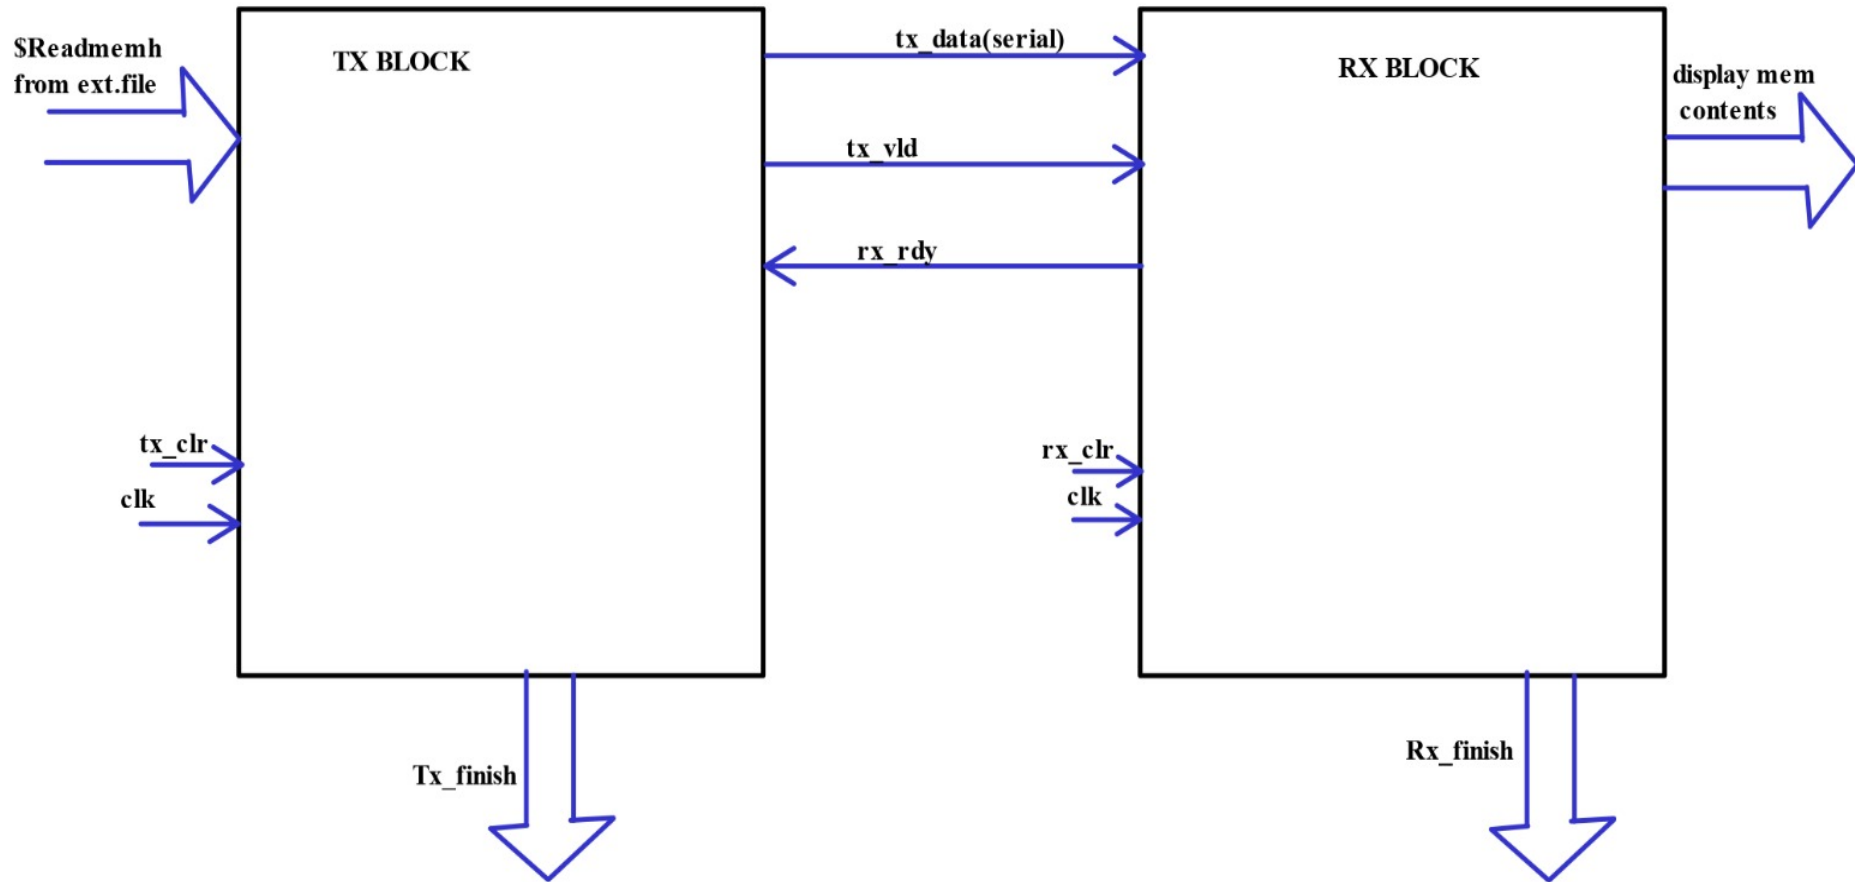 $Readmemh
from ext.file
TX BLOCK
tx_data(serial)
RX BLOCK
display mem
contents
tx_vld
rx_rdy
tx_clr
clk
rx_clr
clk
Tx_finish
Rx_finish